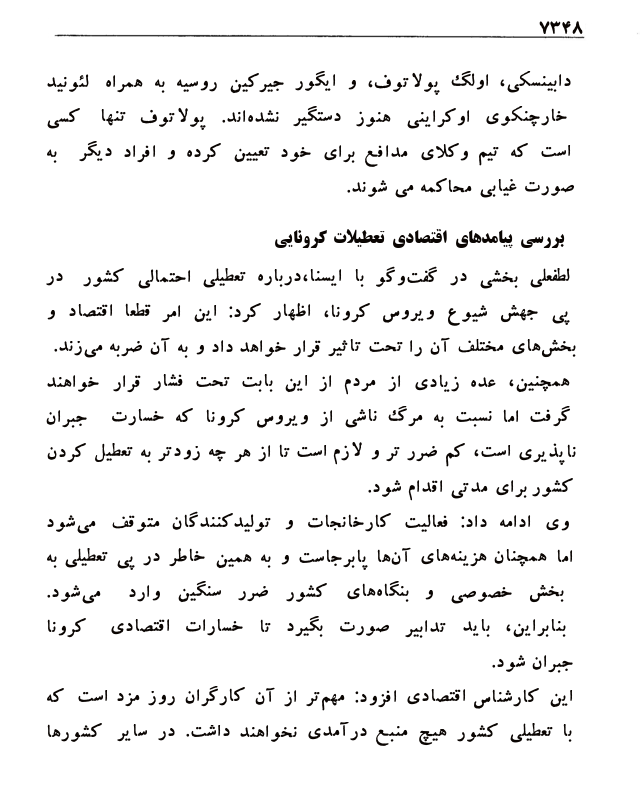 ۷۳۴۸
دابینسکی، اولگ پولاتوف، و ایگور جیرکین روسیه به همراه لئونید
خارچنکوی اوکراینی هنوز دستگیر نشده‌اند. پولاتوف تنها کسی
است که تیم وکلای مدافع برای خود تعیین کرده و افراد دیگر به
صورت غیابی محاکمه می شوند.
بررسی پیامدهای اقتصادی تعطیلات کرونایی
لطفعلی بخشی در گفت‌وگو با ایسنا،درباره تعطیلی احتمالی کشور در
پی جهش شیوع ویروس کرونا، اظهار کرد: این امر قطعا اقتصاد و
بخش‌های مختلف آن را تحت تاثیر قرار خواهد داد و به آن ضربه می‌زند.
همچنین، عده زیادی از مردم از این بابت تحت فشار قرار خواهند
گرفت اما نسبت به مرگ ناشی از ویروس کرونا که خسارت جبران
ناپذیری است، کم ضرر تر و لازم است تا از هر چه زودتر به تعطیل کردن
کشور برای مدتی اقدام شود.
وی ادامه داد: فعالیت کارخانجات و تولیدکنندگان متوقف می‌شود
اما همچنان هزینه‌های آن‌ها پابرجاست و به همین خاطر در پی تعطیلی به
بخش خصوصی و بنگاه‌های کشور ضرر سنگین وارد می‌شود.
بنابراین، باید تدابیر صورت بگیرد تا خسارات اقتصادی کرونا
جبران شود.
این کارشناس اقتصادی افزود: مهم‌تر از آن کارگران روز مزد است که
با تعطیلی کشور هیچ منبع درآمدی نخواهند داشت. در سایر کشورها